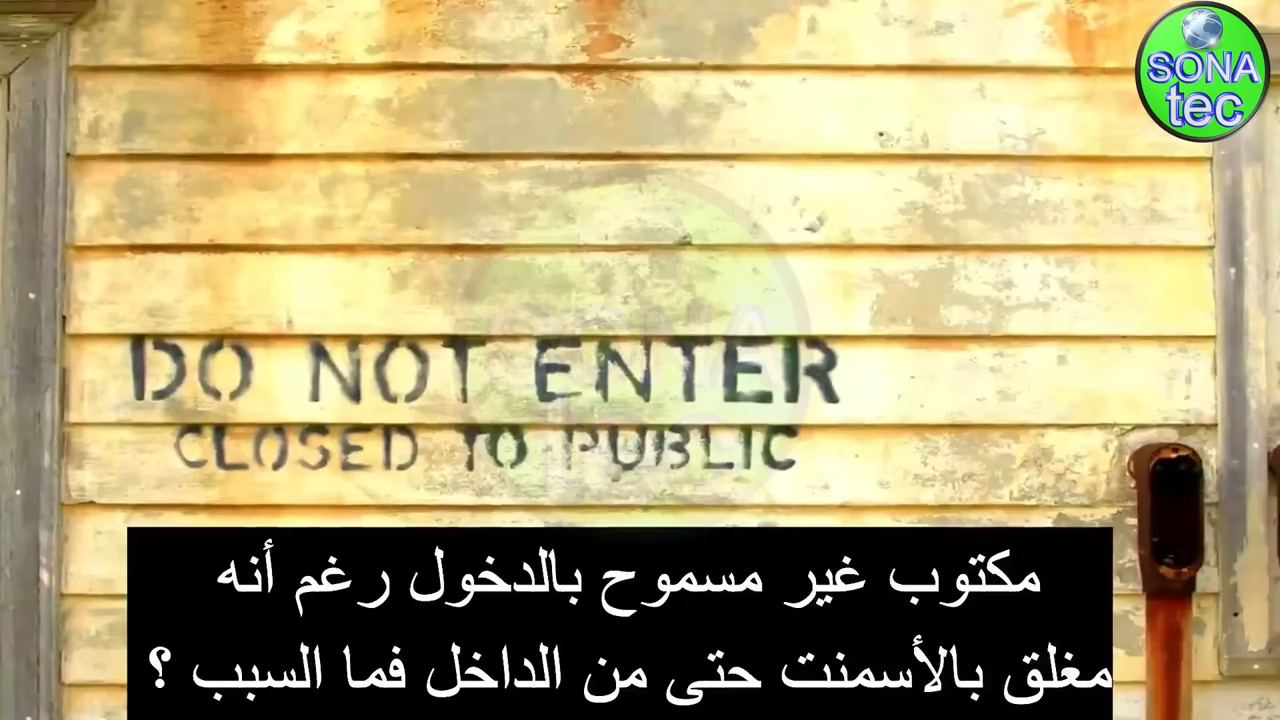 SONA
tec
DO NOT ENTER
CLOSED TO PUBLIC
مكتوب غير مسموح بالدخول رغم أنه
مغلق بالأسمنت حتى من الداخل فما السبب ؟